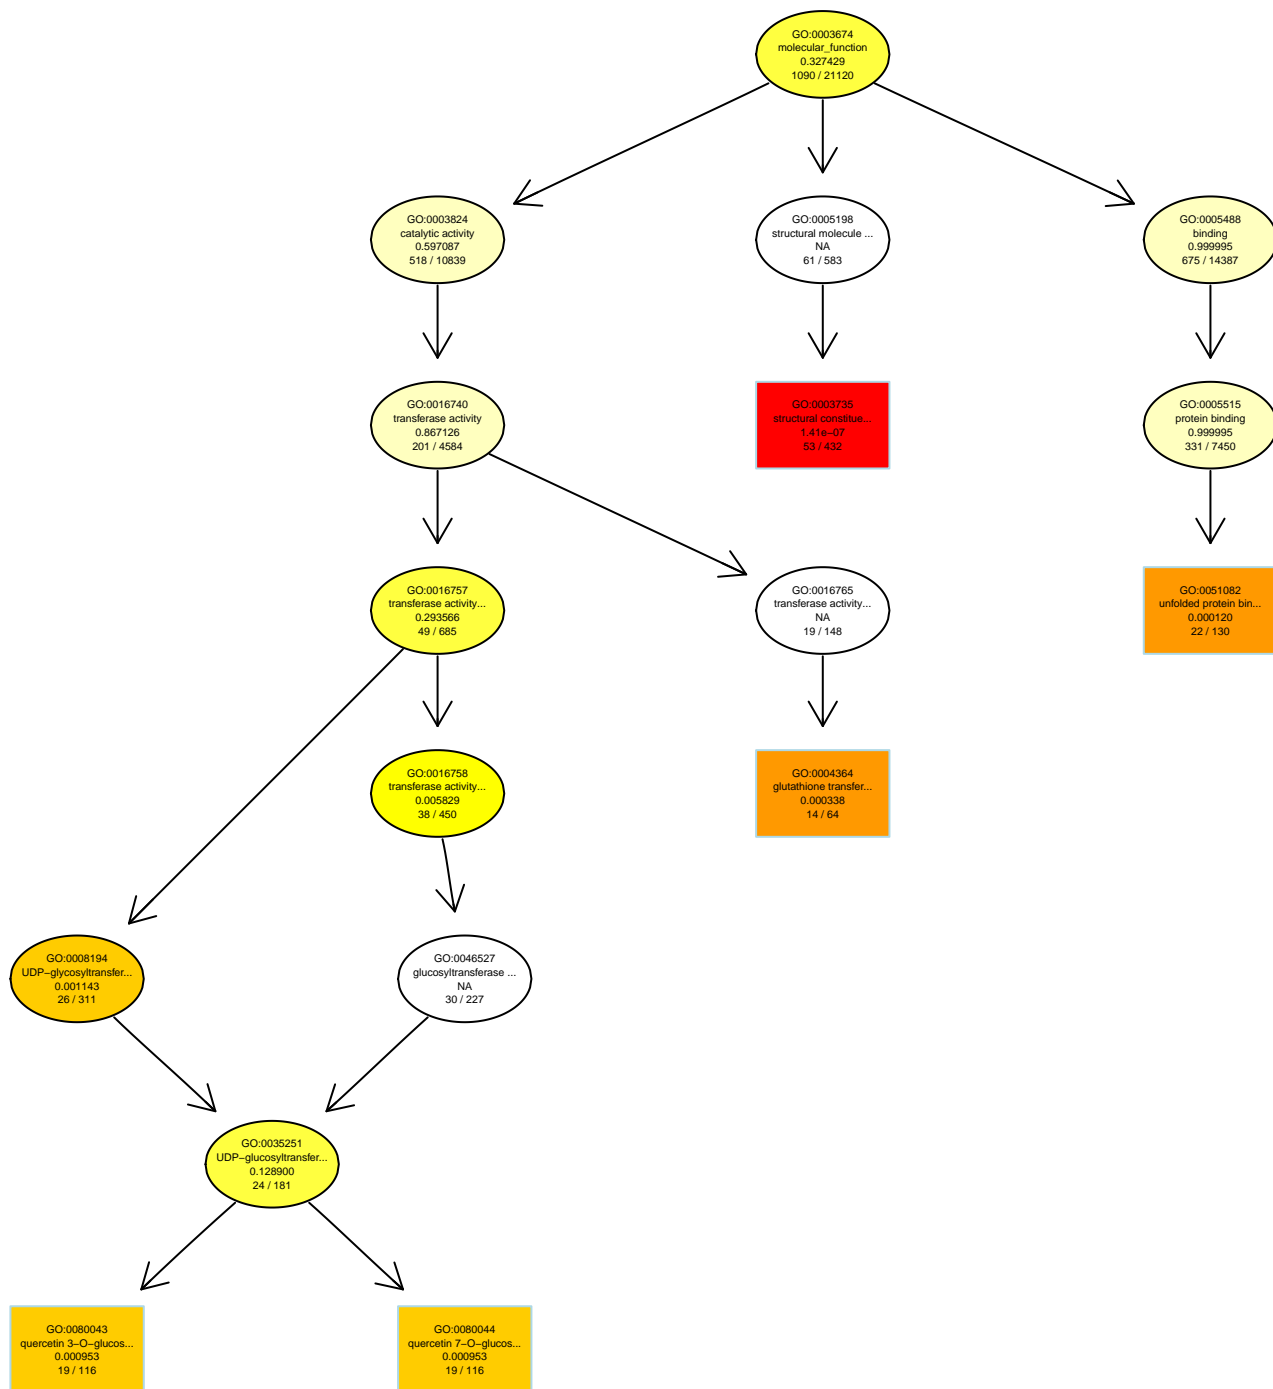 GO:0003674
molecular_function
0.327429
1090 / 21120
GO:0003824
catalytic activity
0.597087
518 / 10839
GO:0005198
structural molecule ...
NA
61 / 583
GO:0005488
binding
0.999995
675 / 14387
GO:0016740
transferase activity
0.867126
201 / 4584
GO:0003735
structural constitue...
1.41e−07
53 / 432
GO:0005515
protein binding
0.999995
331 / 7450
GO:0016757
transferase activity...
0.293566
49 / 685
GO:0016765
transferase activity...
NA
19 / 148
GO:0051082
unfolded protein bin...
0.000120
22 / 130
GO:0016758
transferase activity...
0.005829
38 / 450
GO:0004364
glutathione transfer...
0.000338
14 / 64
GO:0008194
UDP−glycosyltransfer...
0.001143
26 / 311
GO:0046527
glucosyltransferase ...
NA
30 / 227
GO:0035251
UDP−glucosyltransfer...
0.128900
24 / 181
GO:0080043
quercetin 3−O−glucos...
0.000953
19 / 116
GO:0080044
quercetin 7−O−glucos...
0.000953
19 / 116